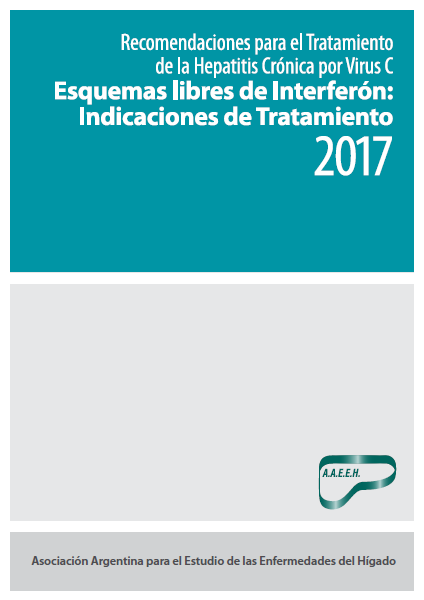 Recomendaciones para el Tratamiento
de la Hepatitis Crónica por Virus C
Esquemas libres de Interferón:
Indicaciones de Tratamiento
2017
A.A.E.E.H.
Asociación Argentina para el Estudio de las Enfermedades del Hígado